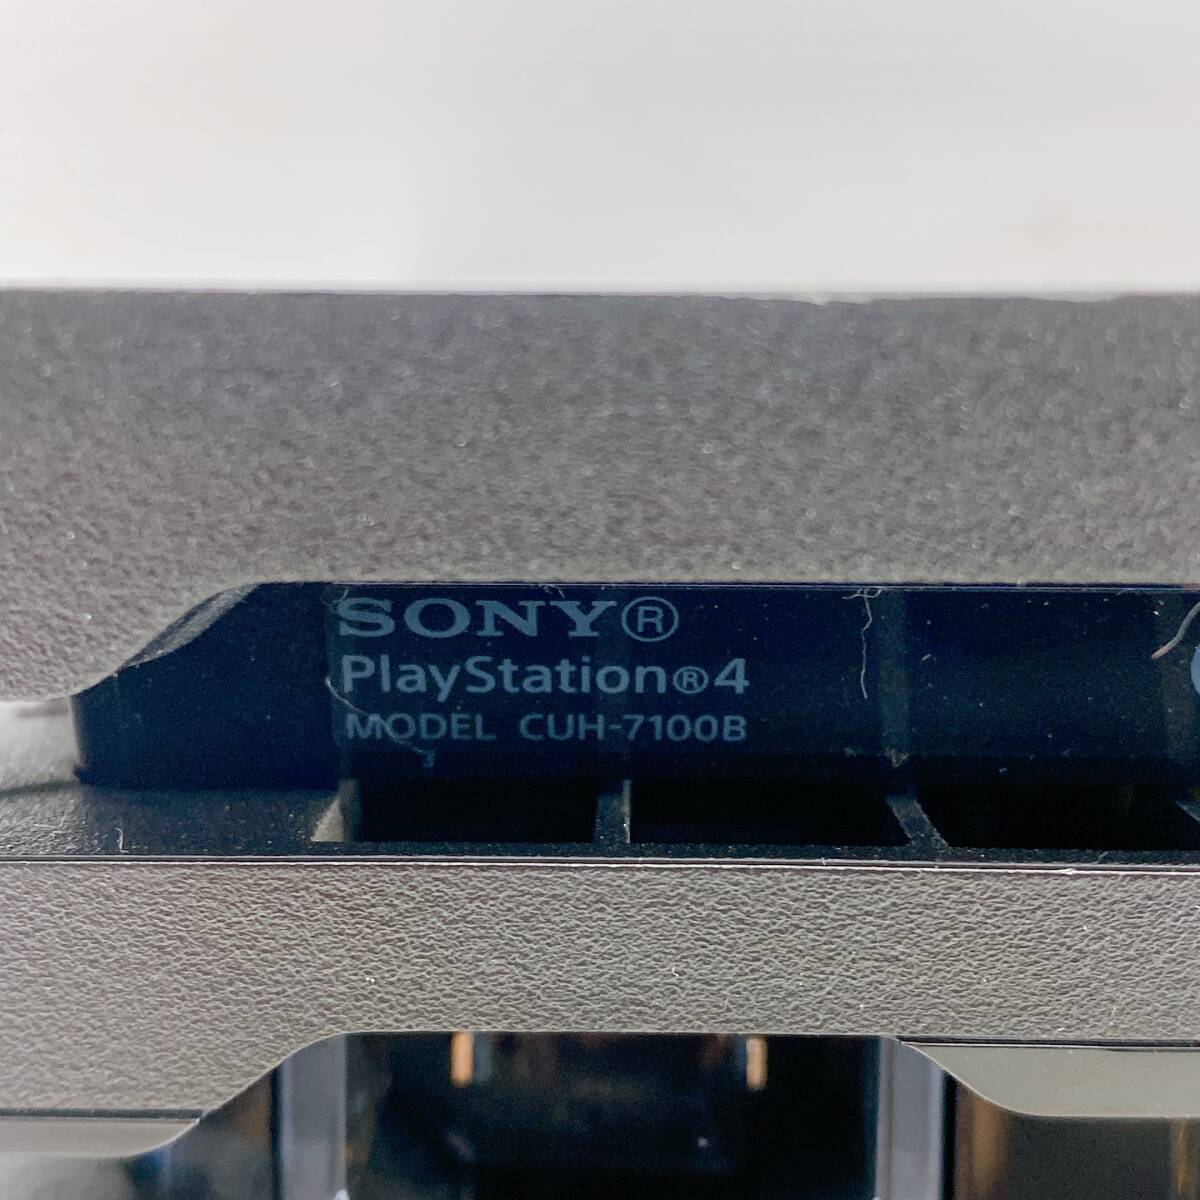 SONY®
PlayStation®4
MODEL CUH-7100B